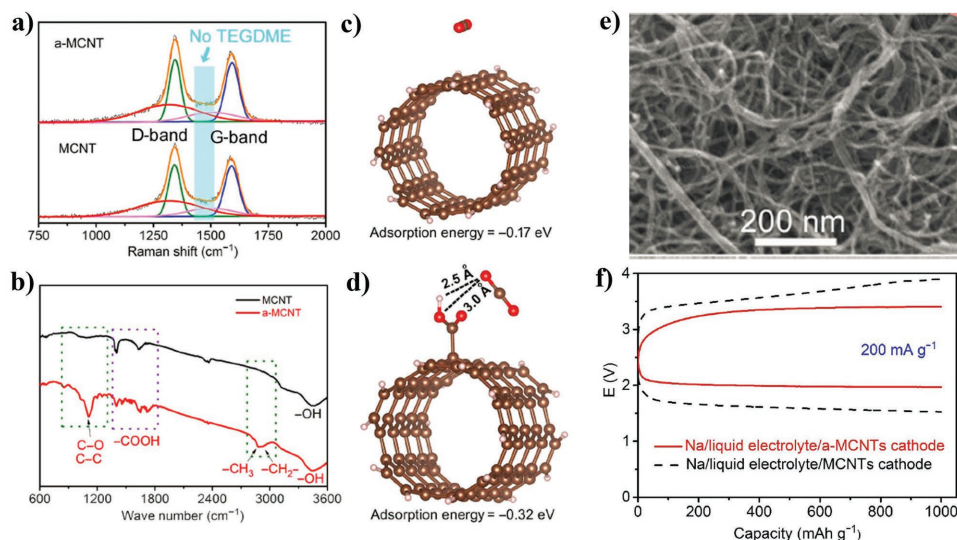 a)
a-MCNT
No TEGDME
D-band
G-band
MCNT
750 1000 1250 1500 1750 2000
Raman shift (cm⁻¹)
b)
MCNT
a-MCNT
–OH
C–O
C–C
–COOH
–CH₃
–CH₂-
–OH
600 1200 1800 2400 3000 3600
Wave number (cm⁻¹)
c)
Adsorption energy = –0.17 eV
d)
2.5 Å
3.0 Å
Adsorption energy = –0.32 eV
e)
200 nm
f)
4
3
2
1
0
E (V)
200 mA g⁻¹
Na/liquid electrolyte/a-MCNTs cathode
Na/liquid electrolyte/MCNTs cathode
0 200 400 600 800 1000
Capacity (mAh g⁻¹)